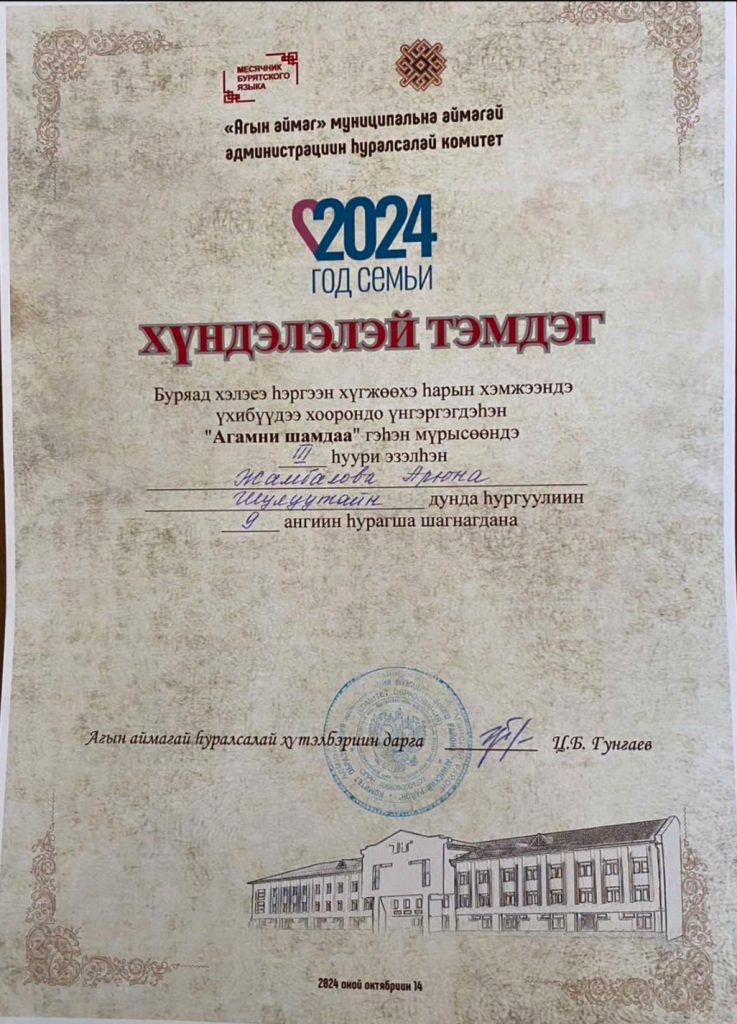 МЕСЯЧНИК
БУРЯТСКОГО
ЯЗЫКА
«Агын аймаг» муниципальна аймагай
администрациин һуралсалай комитет
2024
ГОД СЕМЬИ
ХҮНДЭЛЭЛЭЙ ТЭМДЭГ
Буряад хэлеэ һэргээн хүгжөөхэ һарын хэмжээндэ
үхибүүдээ хоорондо үнгэргэгдэһэн
"Агамни шамдаа" гэһэн мүрысөөндэ
III һуури эзэлһэн
Жамбалова Арюна
Шулуутайн дунда һургуулиин
9 ангиин һурагша шагнагдана
Агын аймагай һуралсалай хүтэлбэриин дарга Ц.Б. Гунгаев
2024 оной октябриин 14